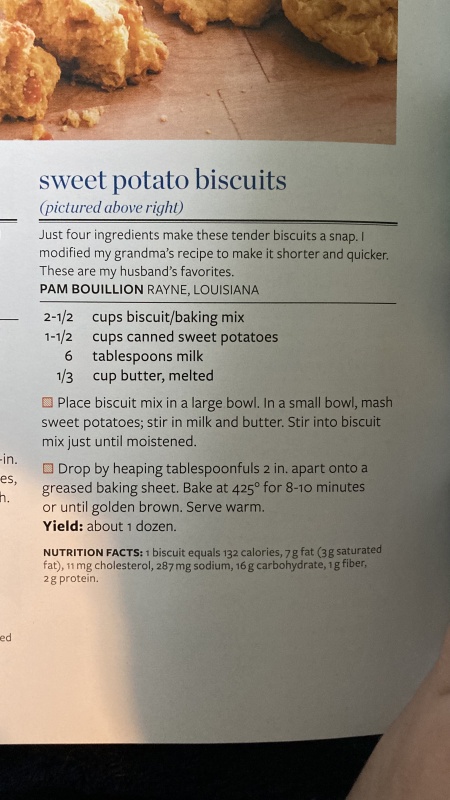 sweet potato biscuits
(pictured above right)
Just four ingredients make these tender biscuits a snap. I
modified my grandma's recipe to make it shorter and quicker.
These are my husband's favorites.
PAM BOUILLION RAYNE, LOUISIANA
2-1/2 cups biscuit/baking mix
1-1/2 cups canned sweet potatoes
6 tablespoons milk
1/3 cup butter, melted
Place biscuit mix in a large bowl. In a small bowl, mash
sweet potatoes; stir in milk and butter. Stir into biscuit
mix just until moistened.
Drop by heaping tablespoonfuls 2 in. apart onto a
greased baking sheet. Bake at 425° for 8-10 minutes
or until golden brown. Serve warm.
Yield: about 1 dozen.
NUTRITION FACTS: 1 biscuit equals 132 calories, 7 g fat (3 g saturated
fat), 11 mg cholesterol, 287 mg sodium, 16 g carbohydrate, 1 g fiber,
2 g protein.
-in.
es,
h.
ed